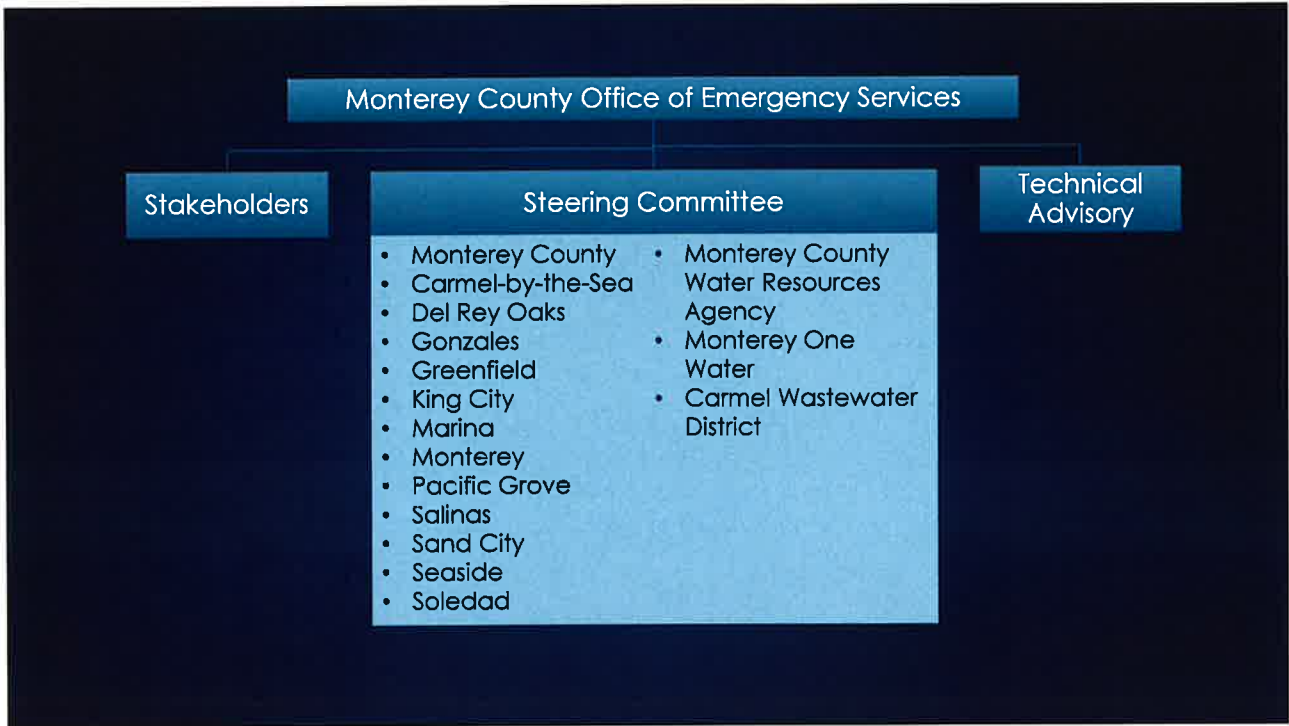 Monterey County Office of Emergency Services
Stakeholders
Steering Committee
Technical
Advisory
• Monterey County
• Carmel-by-the-Sea
• Del Rey Oaks
• Gonzales
• Greenfield
• King City
• Marina
• Monterey
• Pacific Grove
• Salinas
• Sand City
• Seaside
• Soledad
• Monterey County
Water Resources
Agency
• Monterey One
Water
• Carmel Wastewater
District